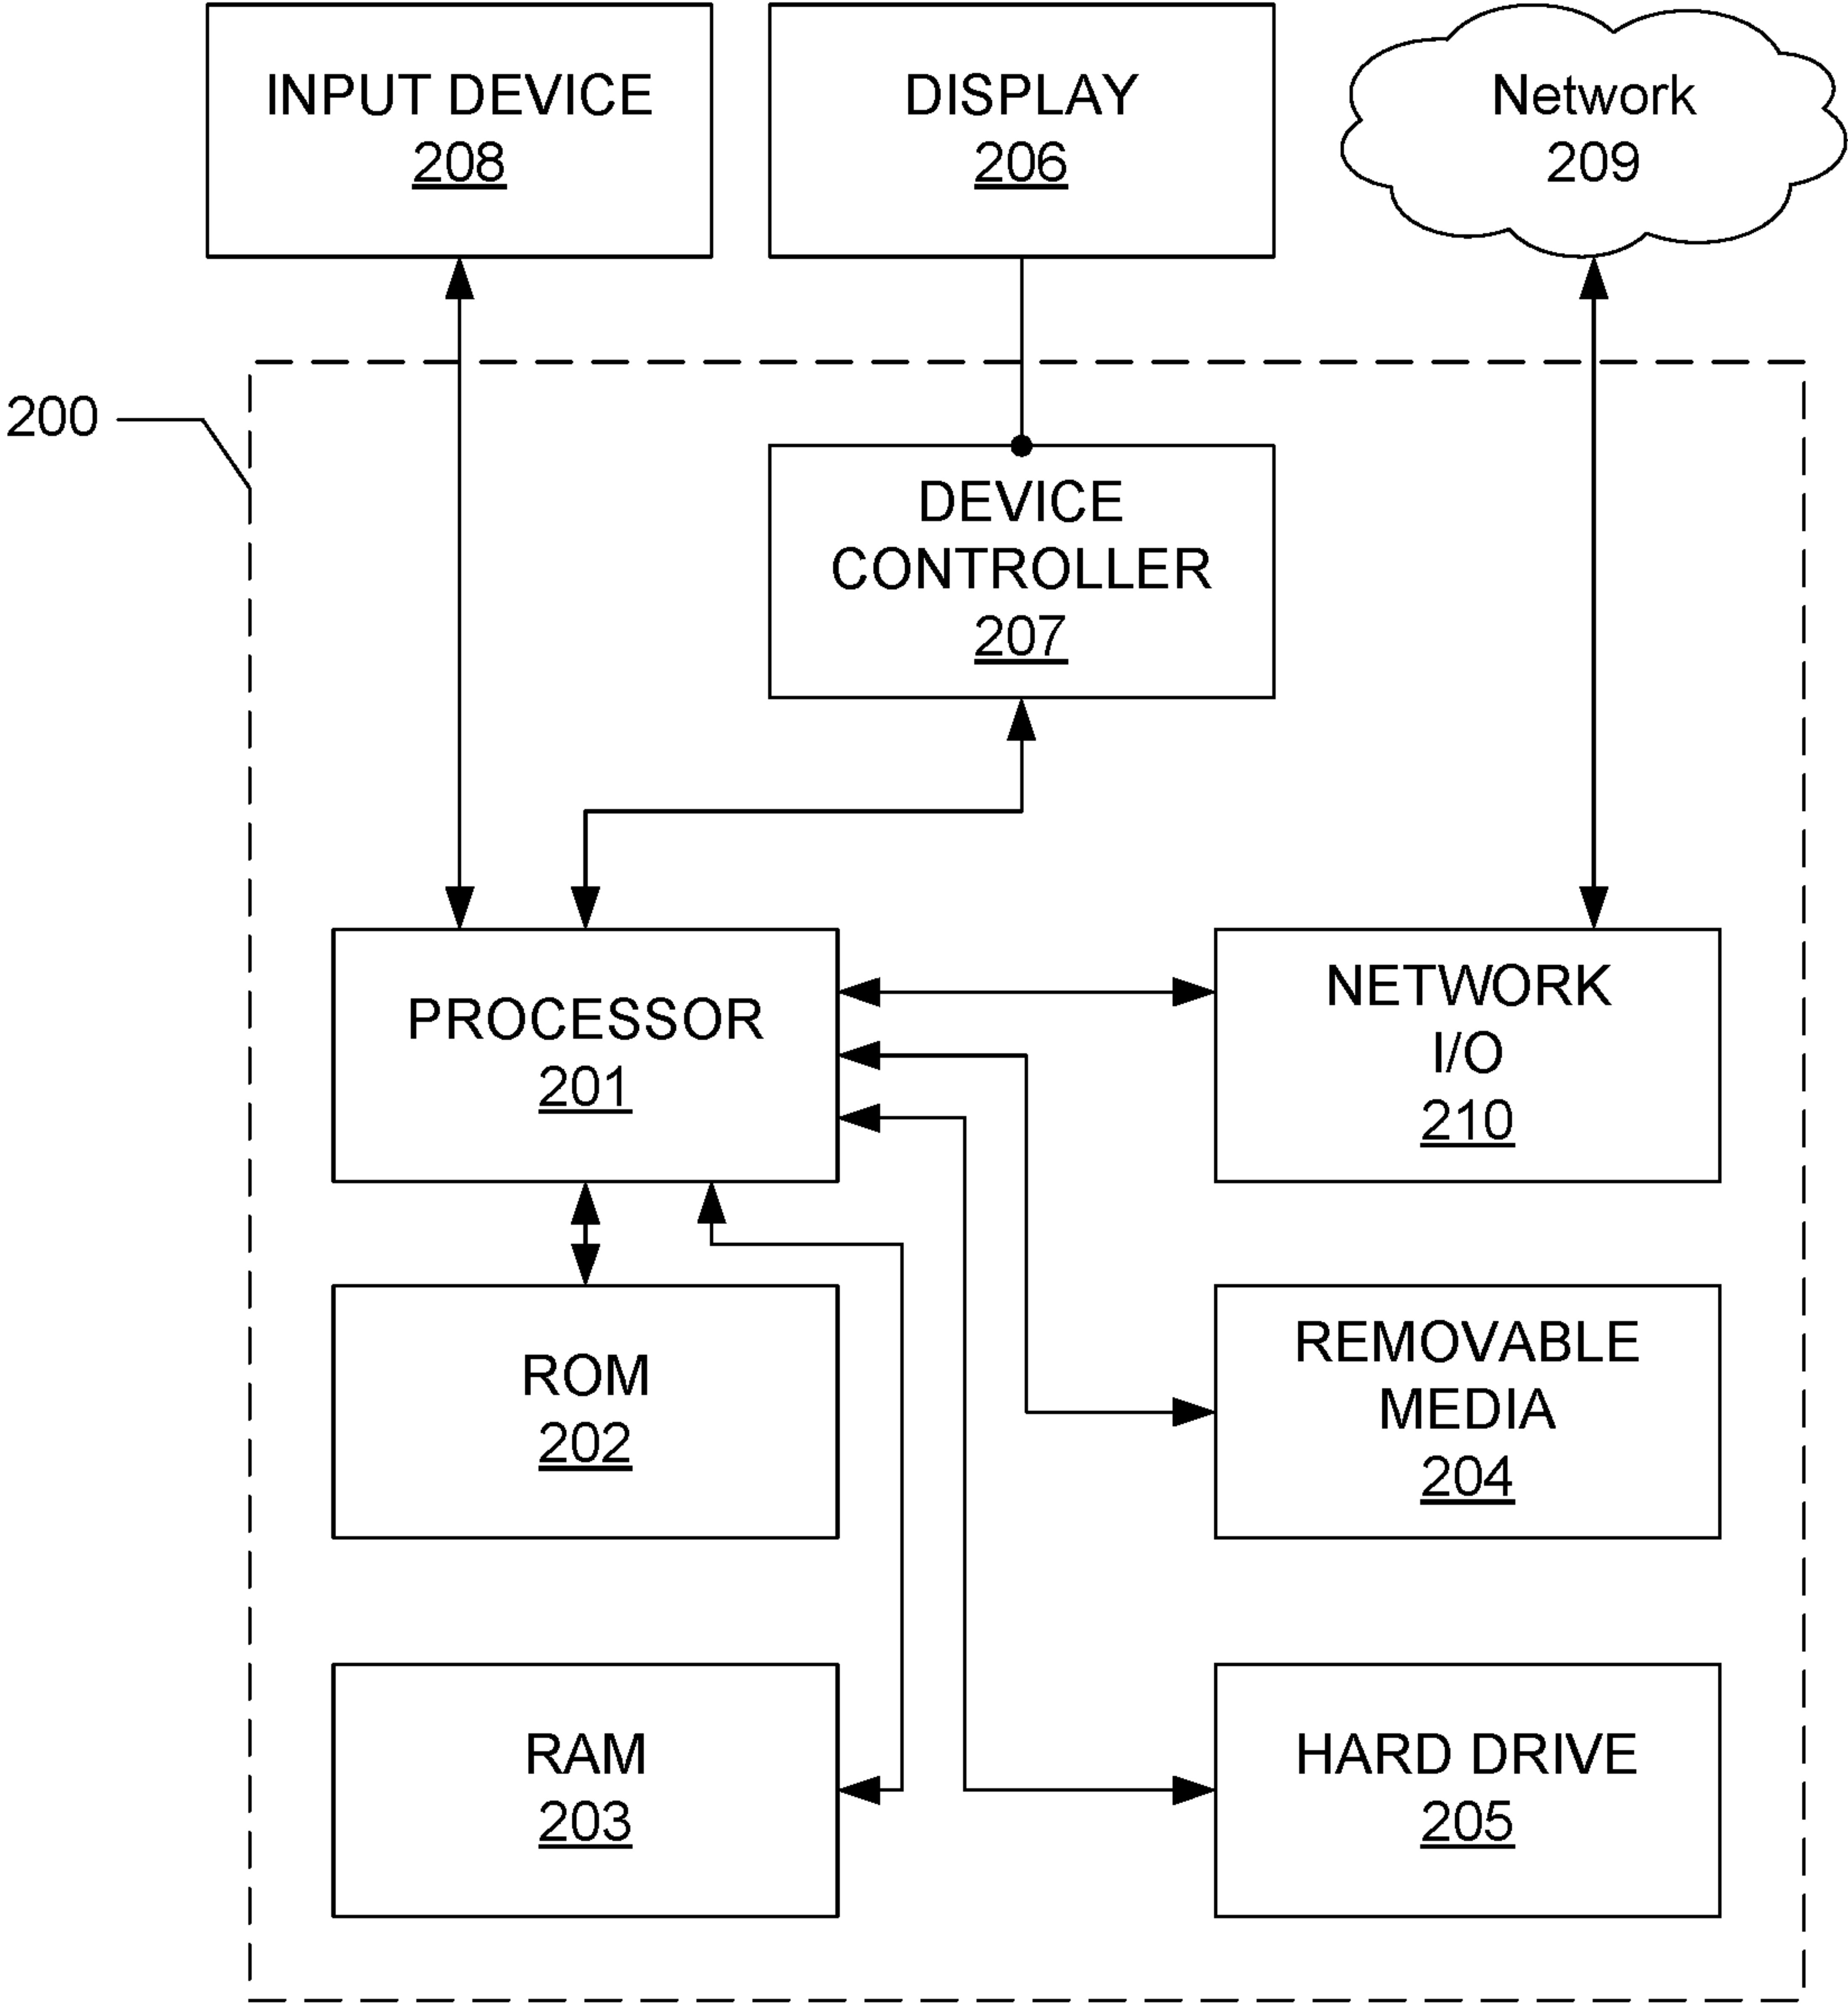 INPUT DEVICE
208
DISPLAY
206
Network
209
200
DEVICE
CONTROLLER
207
PROCESSOR
201
NETWORK
I/O
210
ROM
202
REMOVABLE
MEDIA
204
RAM
203
HARD DRIVE
205